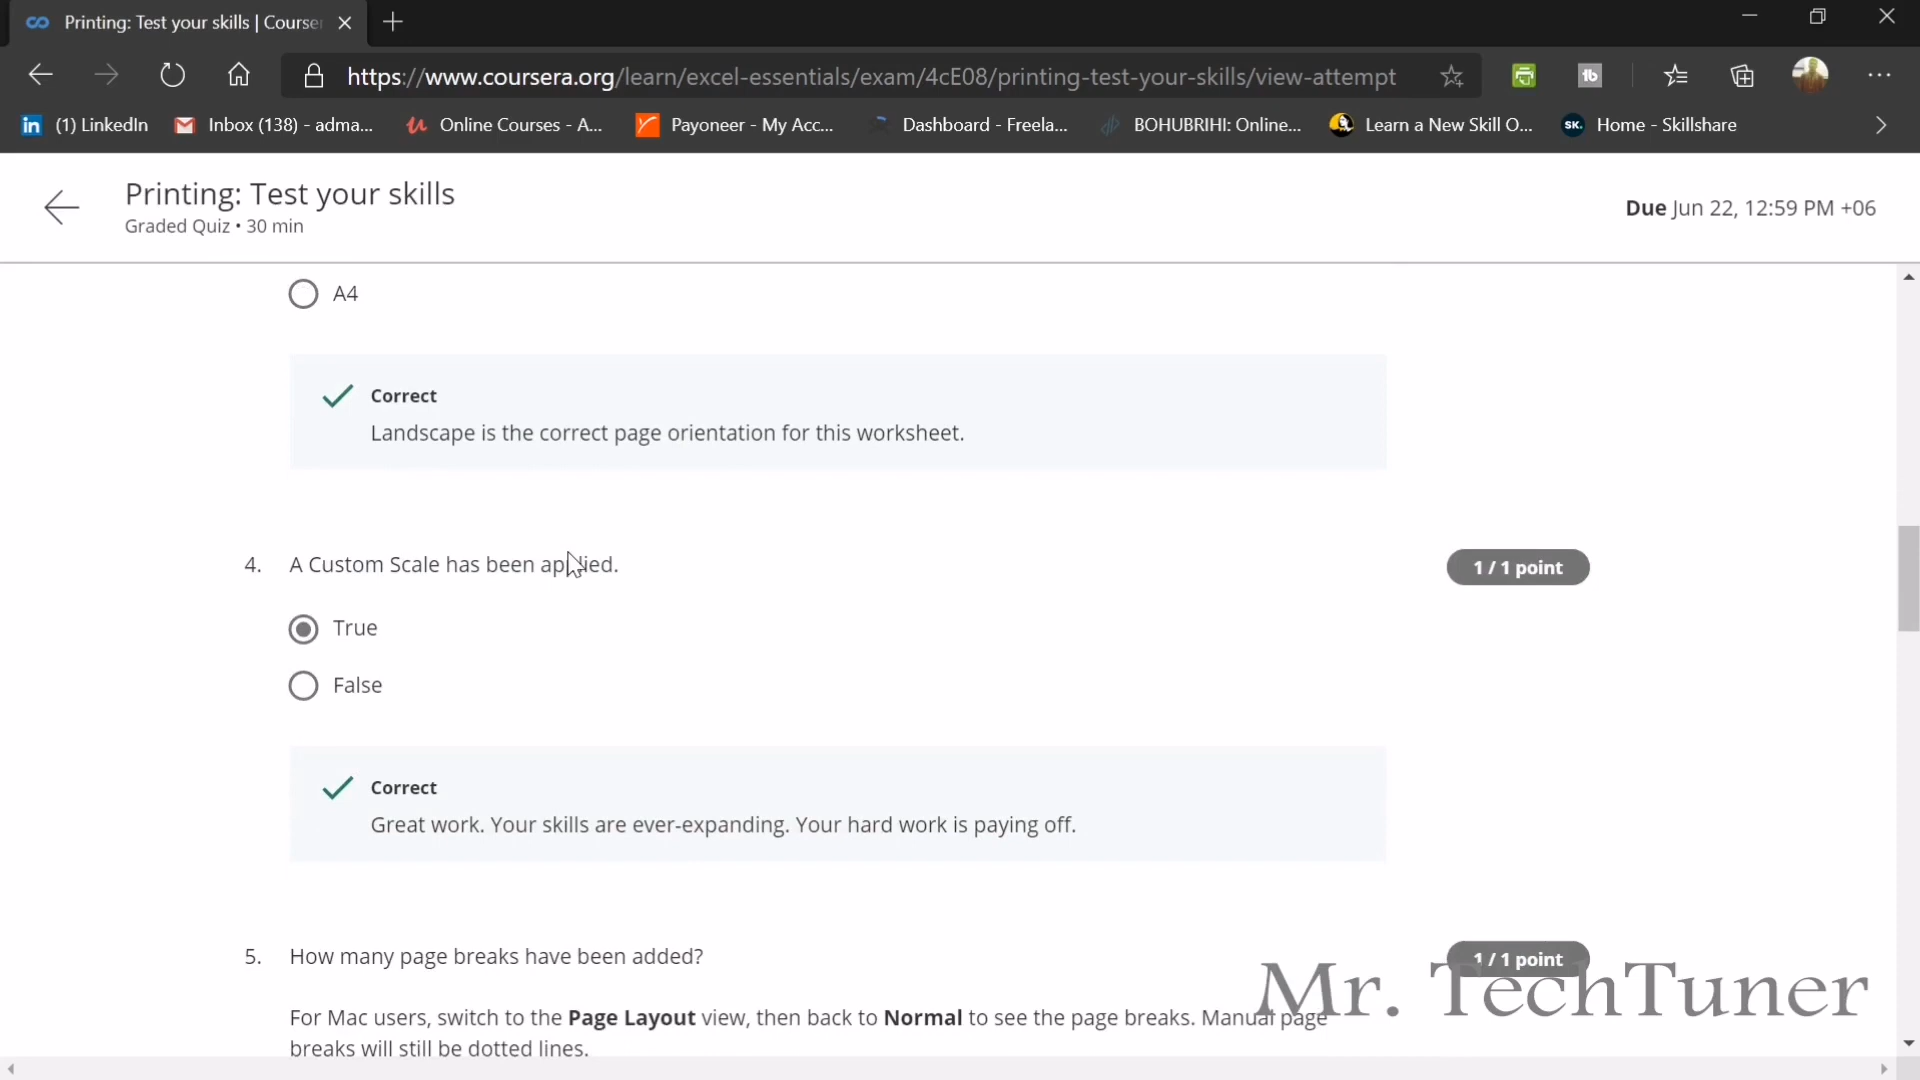 Printing: Test your skills | Course
https://www.coursera.org/learn/excel-essentials/exam/4cE08/printing-test-your-skills/view-attempt
(1) LinkedIn
Inbox (138) - adma...
Online Courses - A...
Payoneer - My Acc...
Dashboard - Freela...
BOHUBRIHI: Online...
Learn a New Skill O...
SK.
Home - Skillshare
Printing: Test your skills
Graded Quiz • 30 min
Due Jun 22, 12:59 PM +06
A4
Correct
Landscape is the correct page orientation for this worksheet.
4. A Custom Scale has been applied.
1 / 1 point
True
False
Correct
Great work. Your skills are ever-expanding. Your hard work is paying off.
5. How many page breaks have been added?
1 / 1 point
Mr. TechTuner
For Mac users, switch to the Page Layout view, then back to Normal to see the page breaks. Manual page
breaks will still be dotted lines.